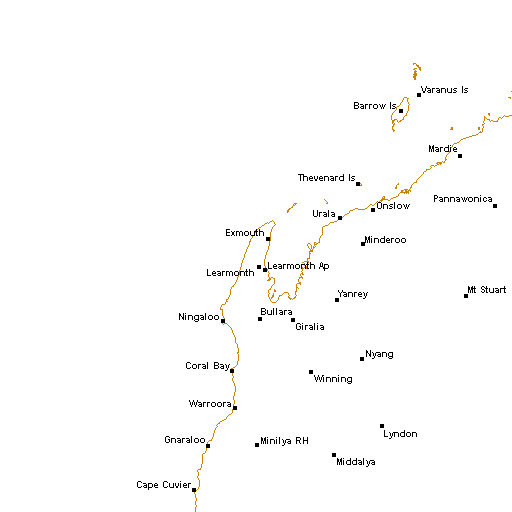 Varanus Is
Barrow Is
Mardie
Thevenard Is
Pannawonica
Onslow
Urala
Exmouth
Minderoo
Learmonth Ap
Learmonth
Mt Stuart
Yanrey
Bullara
Ningaloo
Giralia
Nyang
Coral Bay
Winning
Warroora
Lyndon
Gnaraloo
Minilya RH
Middalya
Cape Cuvier